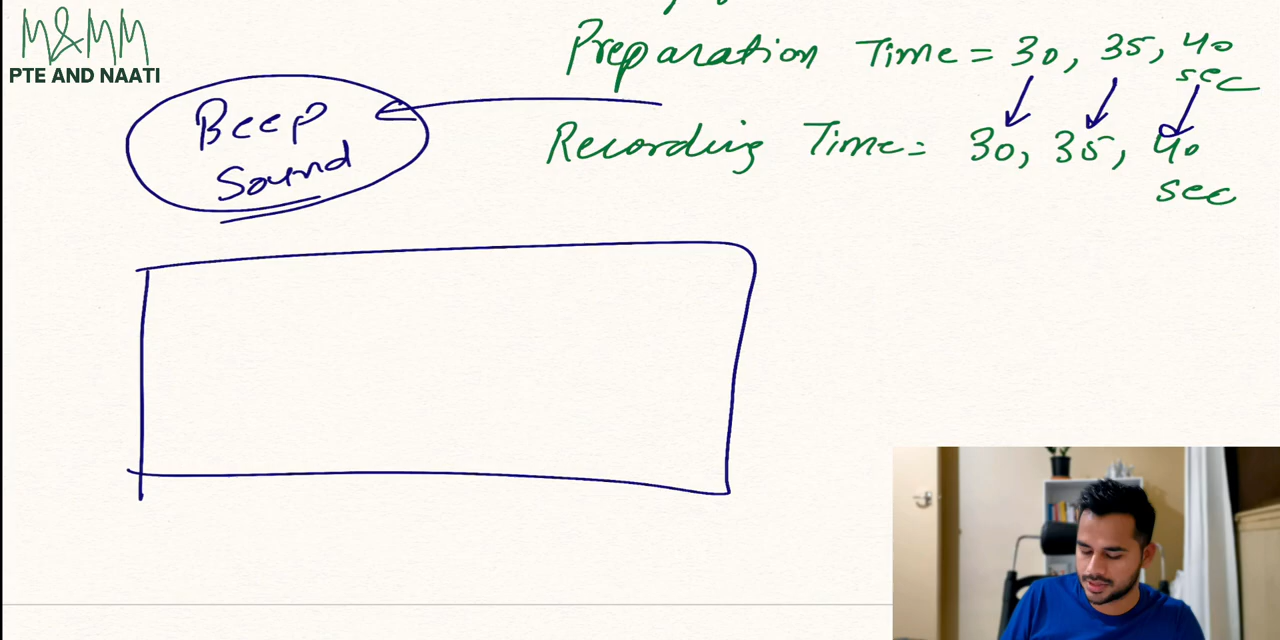 M&MM
PTE AND NAATI
Preparation Time = 30, 35, 40
sec
Beep
Sound
Recording Time = 30, 35, 40
sec